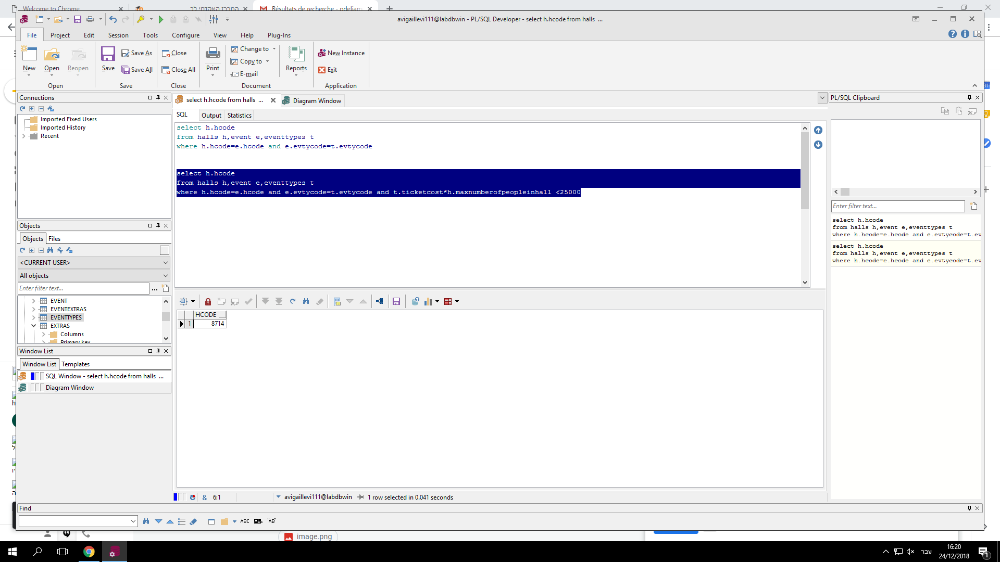 Welcome to Chrome
המרכז האקדמי לב
Résultats de recherche - odeliam
avigaillevi111@labdbwin - PL/SQL Developer - select h.hcode from halls ...
File
Project
Edit
Session
Tools
Configure
View
Help
Plug-Ins
New
Open
Reopen
Open
Save
Save As
Save All
Save
Close
Close All
Close
Print
Change to
Copy to
E-mail
Document
Reports
New Instance
Exit
Application
Connections
Imported Fixed Users
Imported History
Recent
Objects
Objects
Files
<CURRENT USER>
All objects
Enter filter text...
EVENT
EVENTEXTRAS
EVENTTYPES
EXTRAS
Columns
Primary key
Window List
Window List
Templates
SQL Window - select h.hcode from halls ...
Diagram Window
select h.hcode from halls ...
Diagram Window
SQL
Output
Statistics
select h.hcode
from halls h,event e,eventtypes t
where h.hcode=e.hcode and e.evtycode=t.evtycode
select h.hcode
from halls h,event e,eventtypes t
where h.hcode=e.hcode and e.evtycode=t.evtycode and t.ticketcost*h.maxnumberofpeopleinhall <25000
HCODE
1 8714
& 6:1
avigaillevi111@labdbwin
1 row selected in 0.041 seconds
PL/SQL Clipboard
Enter filter text...
select h.hcode
from halls h,event e,eventtypes t
where h.hcode=e.hcode and e.evtycode=t.ev
select h.hcode
from halls h,event e,eventtypes t
where h.hcode=e.hcode and e.evtycode=t.ev
Find
ABC
"AB"
image.png
עבר
16:20
24/12/2018
1